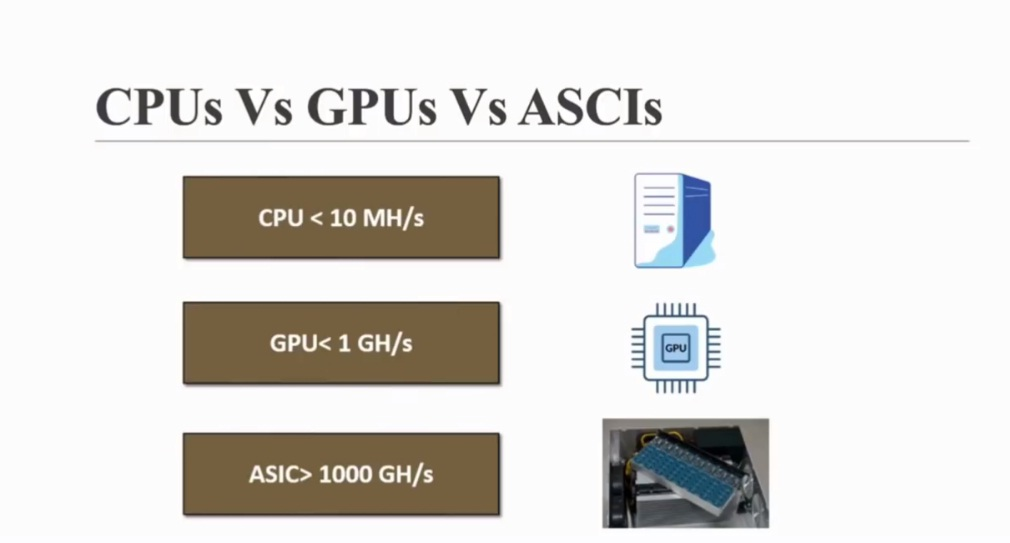 CPUs Vs GPUs Vs ASCIs
CPU < 10 MH/s
GPU< 1 GH/s
GPU
ASIC> 1000 GH/s